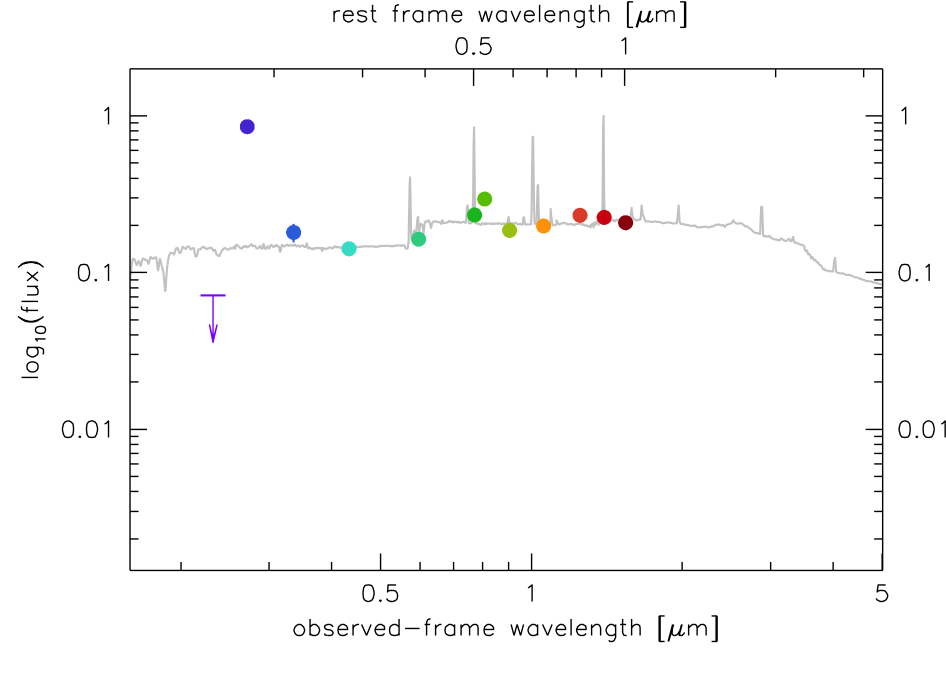 rest frame wavelength [μm]
0.5 1
1 1
0.1 0.1
0.01 0.01
log10(flux)
0.5 1 5
observed-frame wavelength [μm]